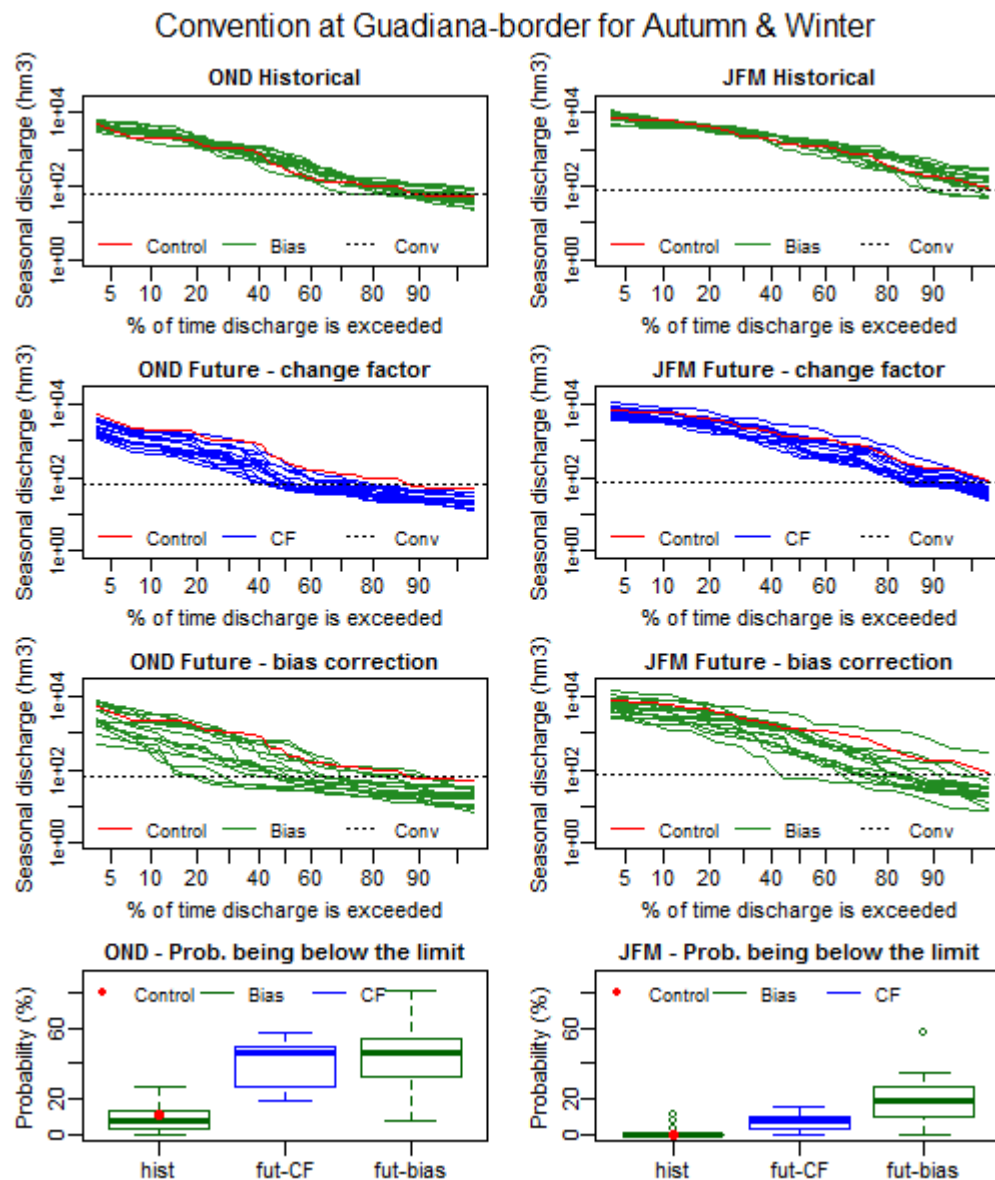 Convention at Guadiana-border for Autumn & Winter
OND Historical
Seasonal discharge (hm3)
1e+00 1e+02 1e+04
Control Bias Conv
5 10 20 40 60 80 90
% of time discharge is exceeded
JFM Historical
Seasonal discharge (hm3)
1e+00 1e+02 1e+04
Control Bias Conv
5 10 20 40 60 80 90
% of time discharge is exceeded
OND Future - change factor
Seasonal discharge (hm3)
1e+00 1e+02 1e+04
Control CF Conv
5 10 20 40 60 80 90
% of time discharge is exceeded
JFM Future - change factor
Seasonal discharge (hm3)
1e+00 1e+02 1e+04
Control CF Conv
5 10 20 40 60 80 90
% of time discharge is exceeded
OND Future - bias correction
Seasonal discharge (hm3)
1e+00 1e+02 1e+04
Control Bias Conv
5 10 20 40 60 80 90
% of time discharge is exceeded
JFM Future - bias correction
Seasonal discharge (hm3)
1e+00 1e+02 1e+04
Control Bias Conv
5 10 20 40 60 80 90
% of time discharge is exceeded
OND - Prob. being below the limit
Probability (%)
0 20 60
Control Bias CF
hist fut-CF fut-bias
JFM - Prob. being below the limit
Probability (%)
0 20 60
Control Bias CF
hist fut-CF fut-bias